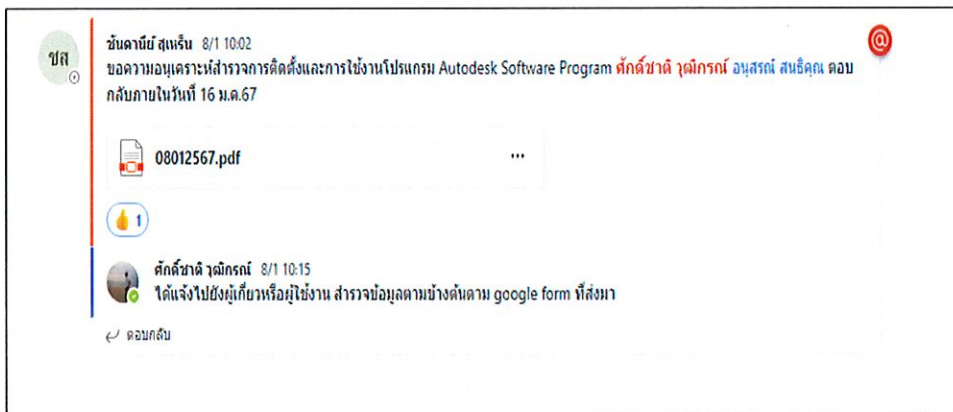 ชส
ชันดานีย์ สุเหร็น 8/1 10:02
@
ขอความอนุเคราะห์สำรวจการติดตั้งและการใช้งานโปรแกรม Autodesk Software Program ศักดิ์ชาติ วุฒิกรณ์ อนุสรณ์ สนธิคุณ ตอบ
กลับภายในวันที่ 16 ม.ค.67
08012567.pdf
...
1
ศักดิ์ชาติ วุฒิกรณ์ 8/1 10:15
ได้แจ้งไปยังผู้เกี่ยวหรือผู้ใช้งาน สำรวจข้อมูลตามข้างต้นตาม google form ที่ส่งมา
ตอบกลับ